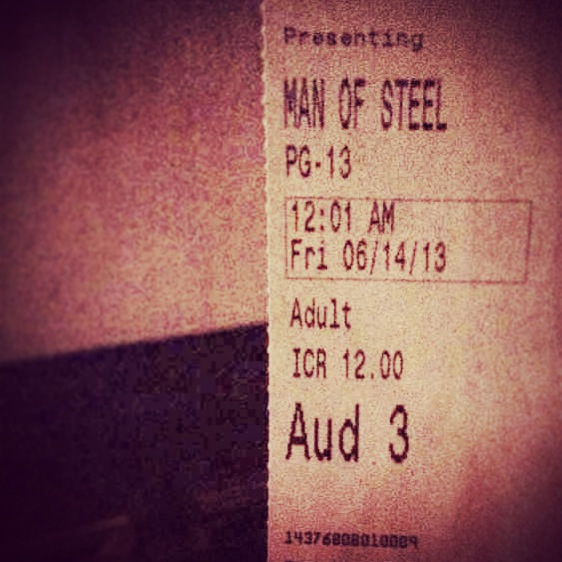 Presenting
MAN OF STEEL
PG-13
12:01 AM
Fri 06/14/13
Adult
ICR 12.00
Aud 3
14376808010009